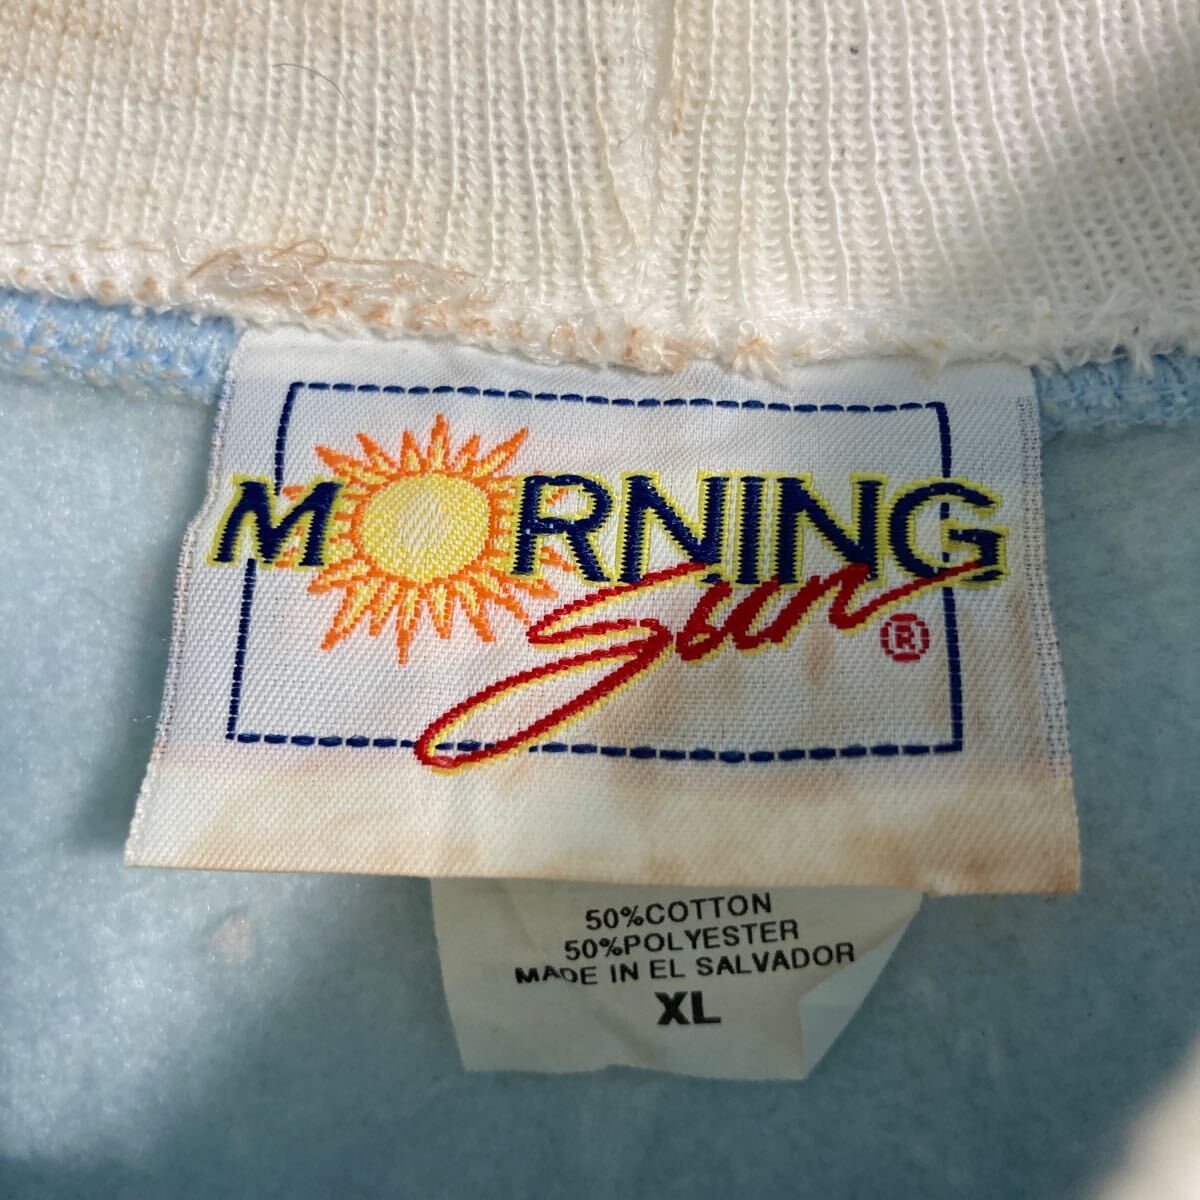 MORNING
Sun ®
50%COTTON
50%POLYESTER
MADE IN EL SALVADOR
XL